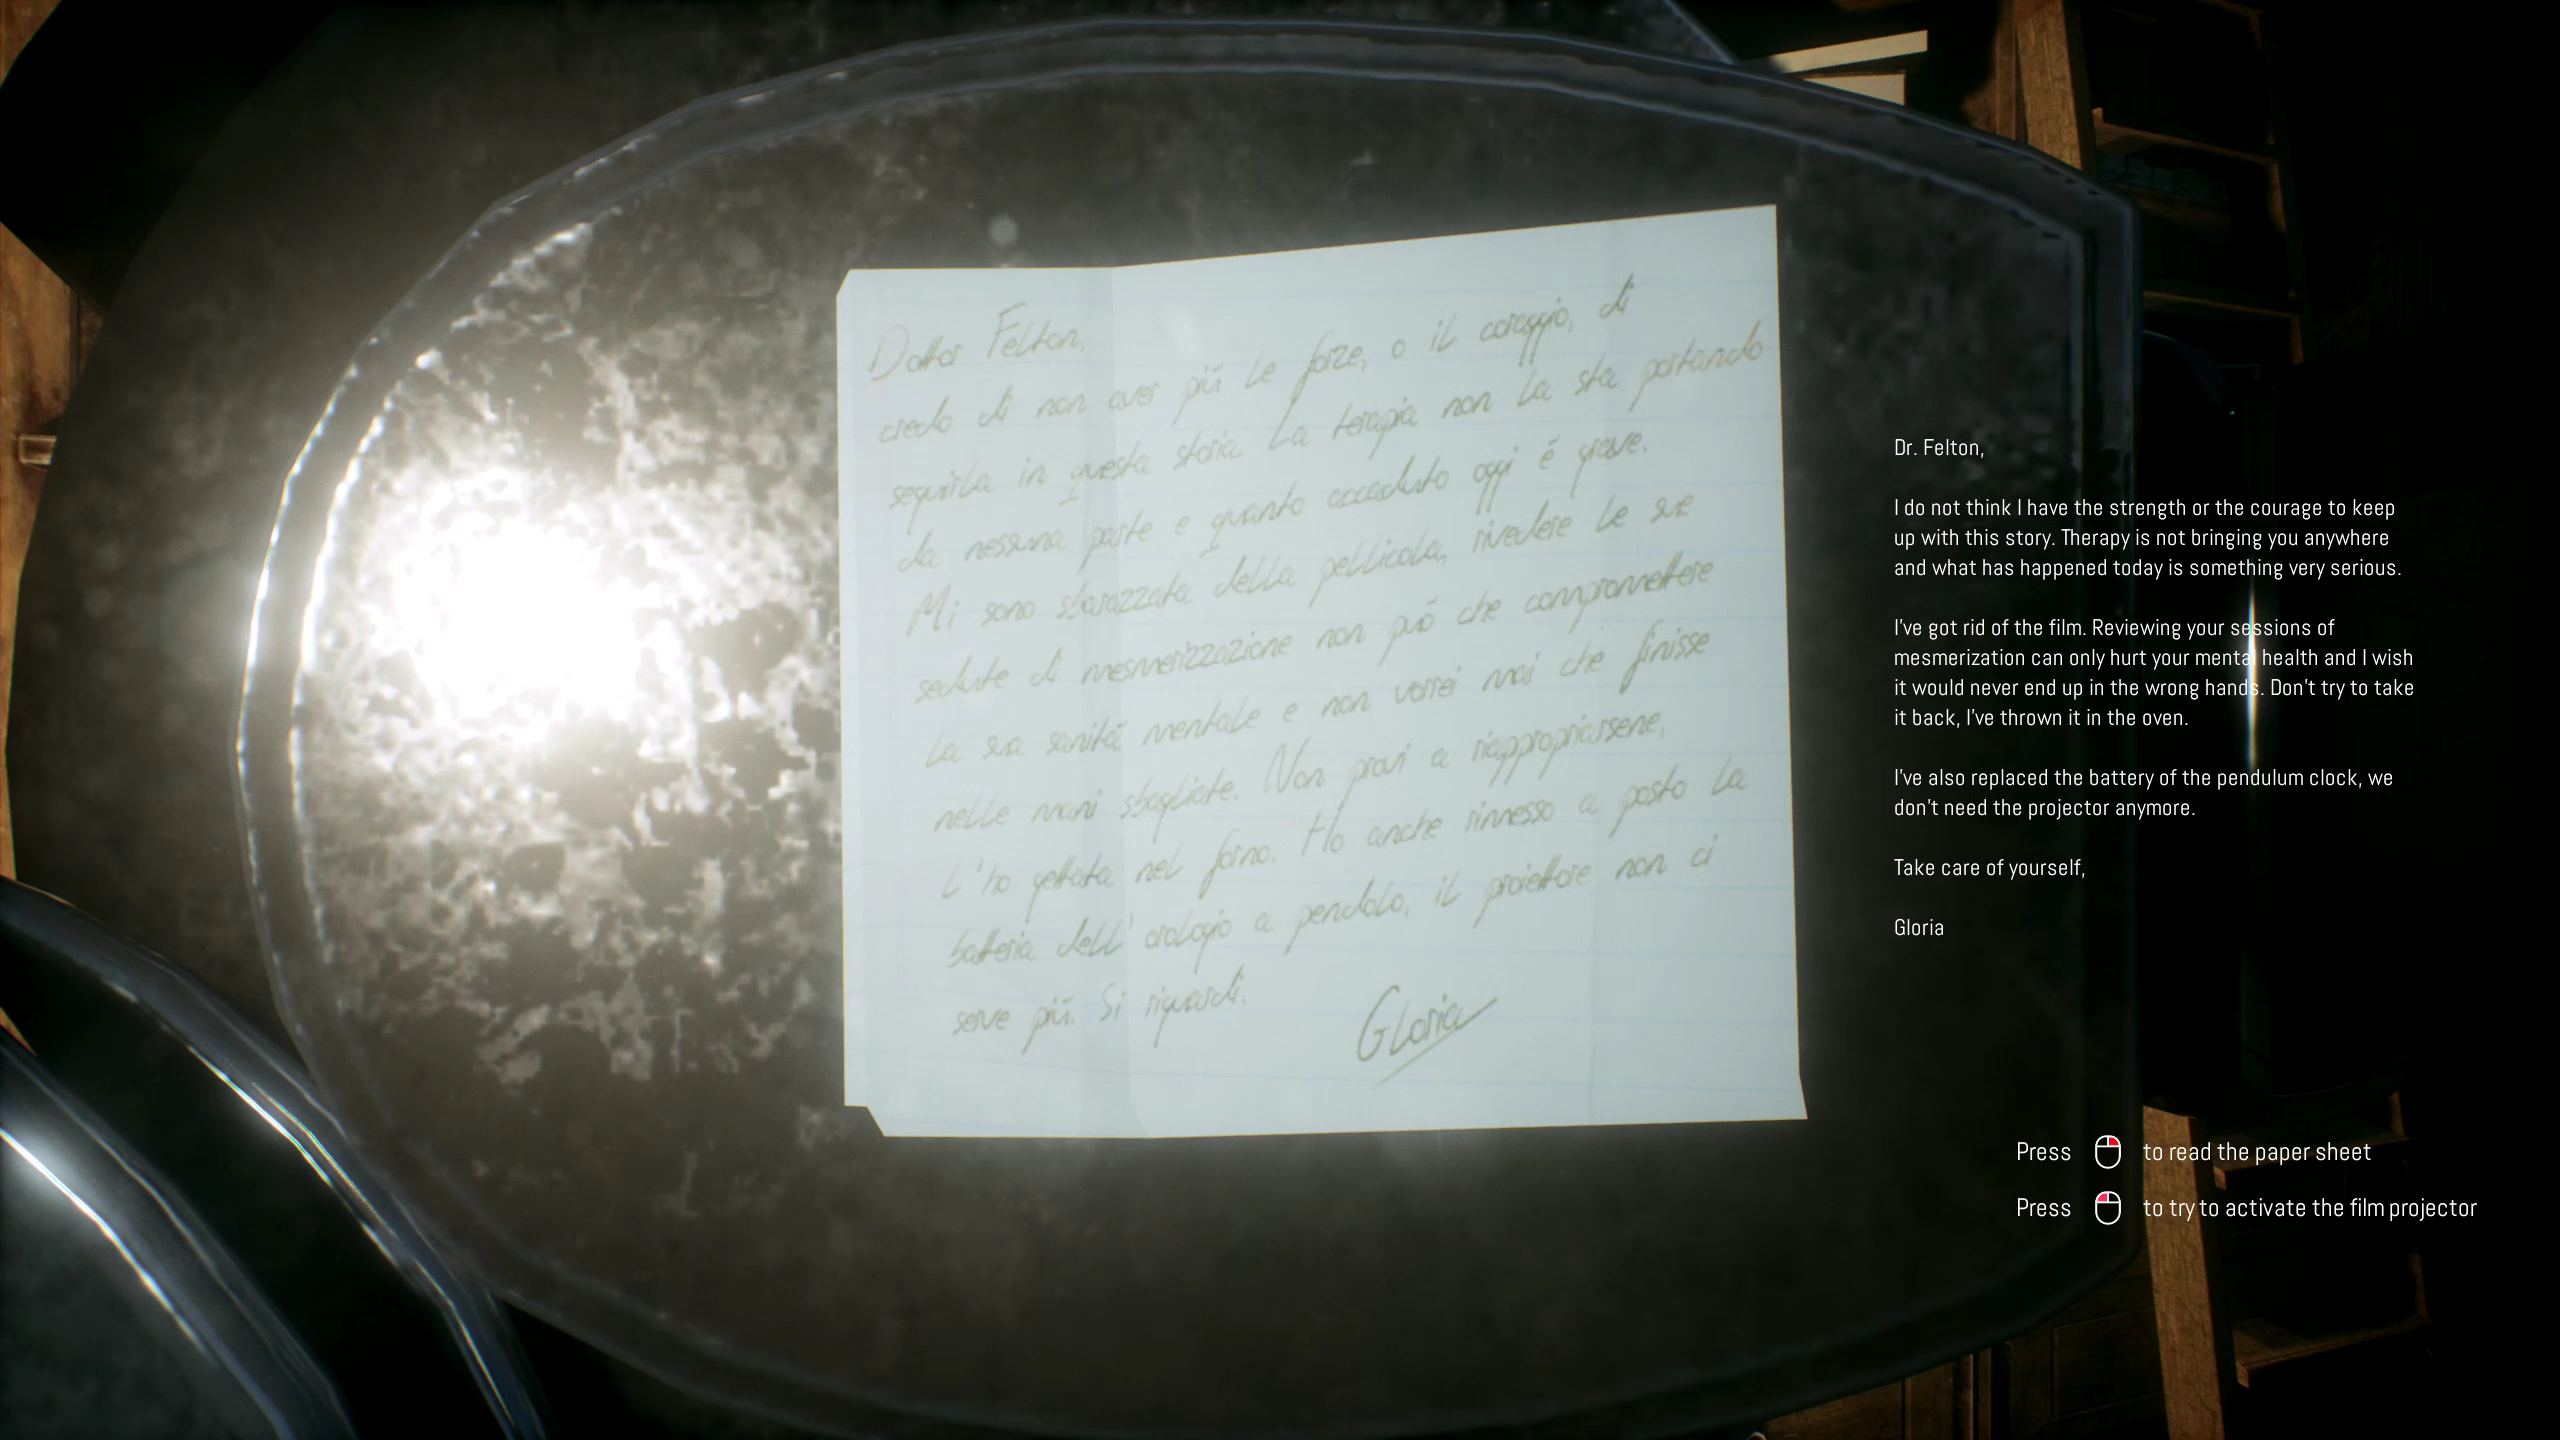 Dottor Felton,
credo di non aver più le forze, o il coraggio, di
seguirla in questa storia. La terapia non la sta portando
da nessuna parte e quanto accaduto oggi è grave.
Mi sono sbarazzata della pellicola, rivedere le sue
sedute di mesmerizzazione non può che compromettere
la sua sanità mentale e non vorrei mai che finisse
nelle mani sbagliate. Non provi a riappropriarsene,
l'ho gettata nel forno. Ho anche rimesso a posto la
batteria dell'orologio a pendolo, il proiettore non ci
serve più. Si riguardi.
Gloria
Dr. Felton,
I do not think I have the strength or the courage to keep
up with this story. Therapy is not bringing you anywhere
and what has happened today is something very serious.
I've got rid of the film. Reviewing your sessions of
mesmerization can only hurt your mental health and I wish
it would never end up in the wrong hands. Don't try to take
it back, I've thrown it in the oven.
I've also replaced the battery of the pendulum clock, we
don't need the projector anymore.
Take care of yourself,
Gloria
Press to read the paper sheet
Press to try to activate the film projector